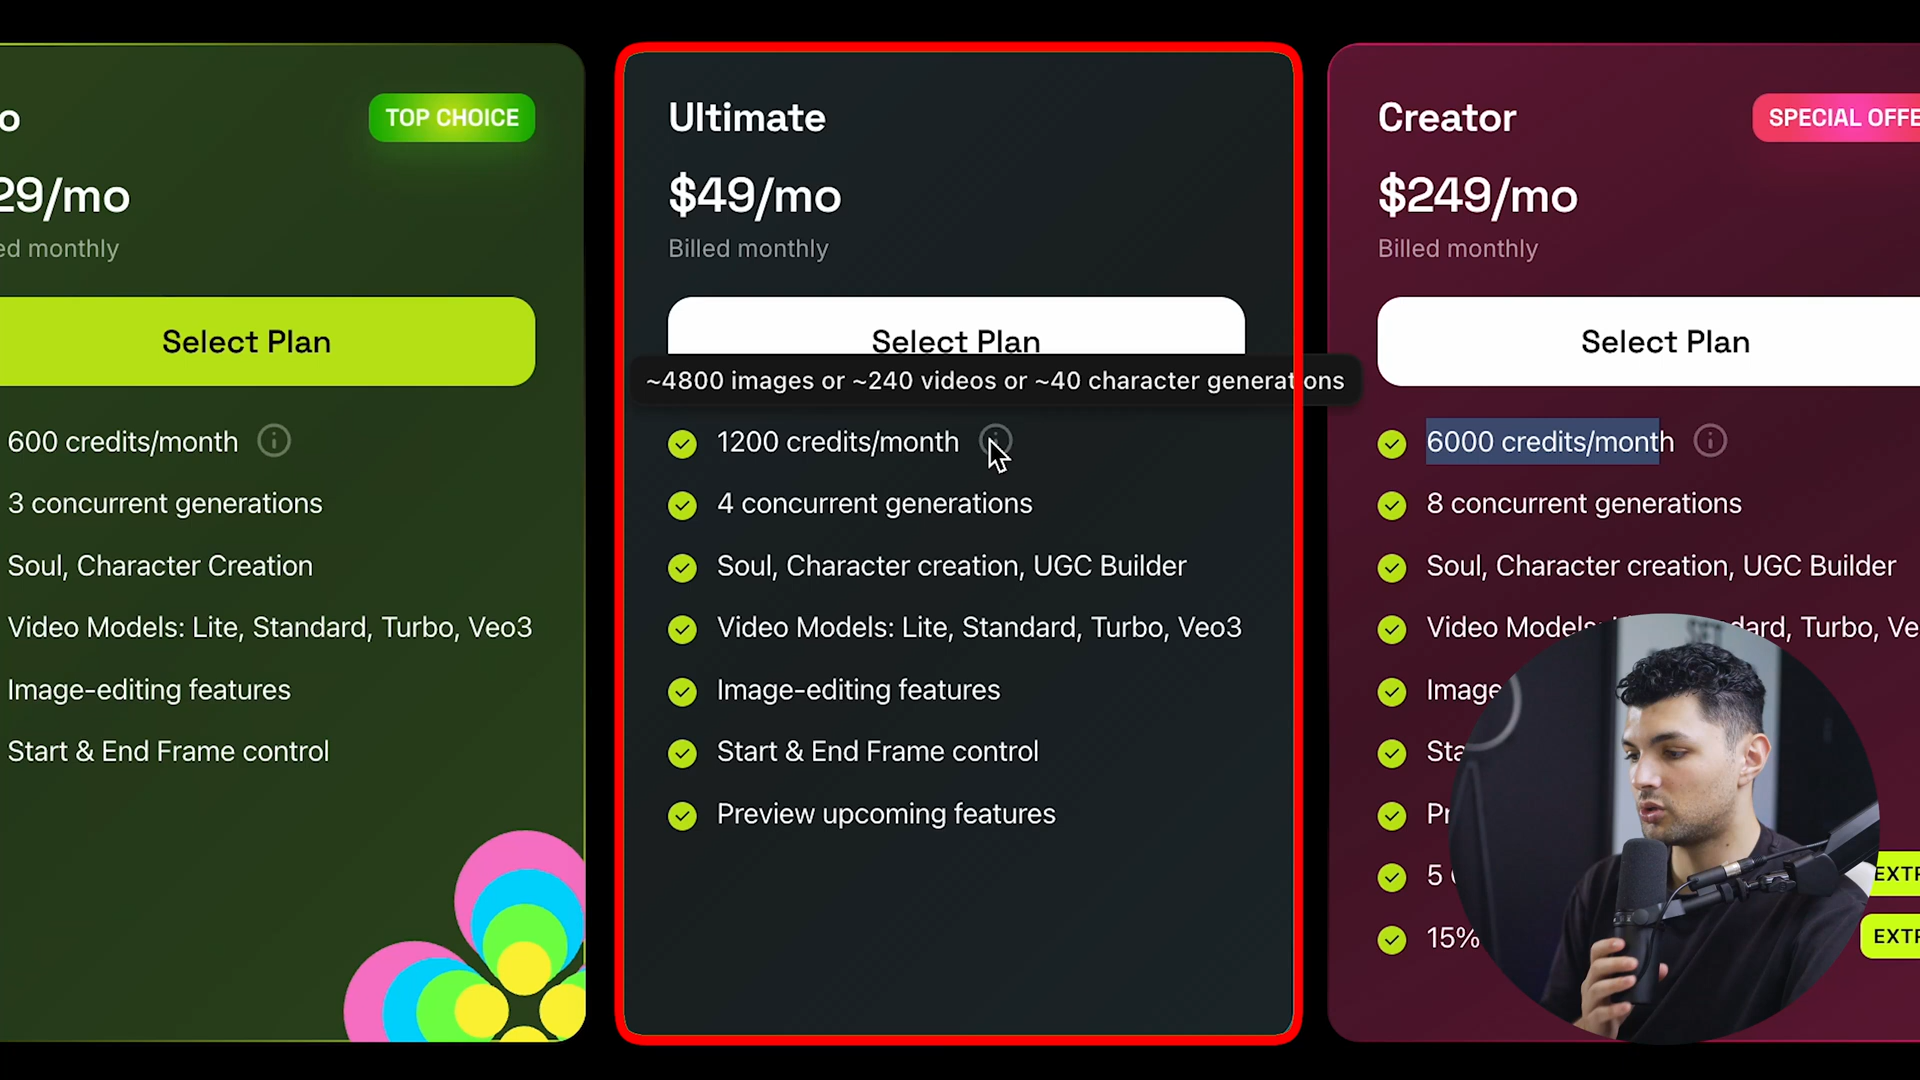 o
TOP CHOICE
29/mo
ed monthly
Select Plan
600 credits/month
3 concurrent generations
Soul, Character Creation
Video Models: Lite, Standard, Turbo, Veo3
Image-editing features
Start & End Frame control
Ultimate
$49/mo
Billed monthly
Select Plan
~4800 images or ~240 videos or ~40 character generations
1200 credits/month
4 concurrent generations
Soul, Character creation, UGC Builder
Video Models: Lite, Standard, Turbo, Veo3
Image-editing features
Start & End Frame control
Preview upcoming features
Creator
SPECIAL OFFE
$249/mo
Billed monthly
Select Plan
6000 credits/month
8 concurrent generations
Soul, Character creation, UGC Builder
Video Models: dard, Turbo, Ve
Image
Sta
Pr
5
EXTR
15%
EXTR